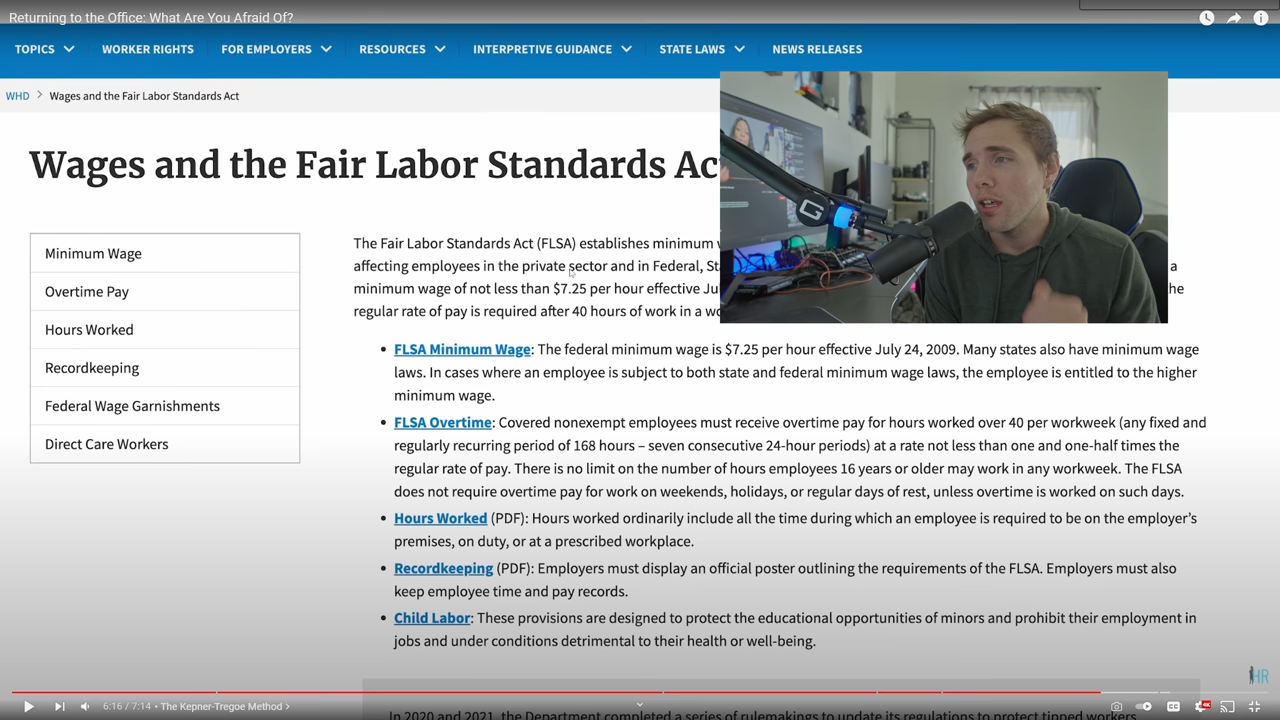 Returning to the Office: What Are You Afraid Of?
TOPICS WORKER RIGHTS FOR EMPLOYERS RESOURCES INTERPRETIVE GUIDANCE STATE LAWS NEWS RELEASES
WHD > Wages and the Fair Labor Standards Act
Wages and the Fair Labor Standards Ac
Minimum Wage
Overtime Pay
Hours Worked
Recordkeeping
Federal Wage Garnishments
Direct Care Workers
The Fair Labor Standards Act (FLSA) establishes minimum
affecting employees in the private sector and in Federal, St a
minimum wage of not less than $7.25 per hour effective Ju the
regular rate of pay is required after 40 hours of work in a
• FLSA Minimum Wage: The federal minimum wage is $7.25 per hour effective July 24, 2009. Many states also have minimum wage
laws. In cases where an employee is subject to both state and federal minimum wage laws, the employee is entitled to the higher
minimum wage.
• FLSA Overtime: Covered nonexempt employees must receive overtime pay for hours worked over 40 per workweek (any fixed and
regularly recurring period of 168 hours – seven consecutive 24-hour periods) at a rate not less than one and one-half times the
regular rate of pay. There is no limit on the number of hours employees 16 years or older may work in any workweek. The FLSA
does not require overtime pay for work on weekends, holidays, or regular days of rest, unless overtime is worked on such days.
• Hours Worked (PDF): Hours worked ordinarily include all the time during which an employee is required to be on the employer's
premises, on duty, or at a prescribed workplace.
• Recordkeeping (PDF): Employers must display an official poster outlining the requirements of the FLSA. Employers must also
keep employee time and pay records.
• Child Labor: These provisions are designed to protect the educational opportunities of minors and prohibit their employment in
jobs and under conditions detrimental to their health or well-being.
In 2020 and 2021, the Department completed a series of rulemakings to update its regulations to protect tipped workers
HR
6:16 / 7:14 • The Kepner-Tregoe Method >
CC
4K